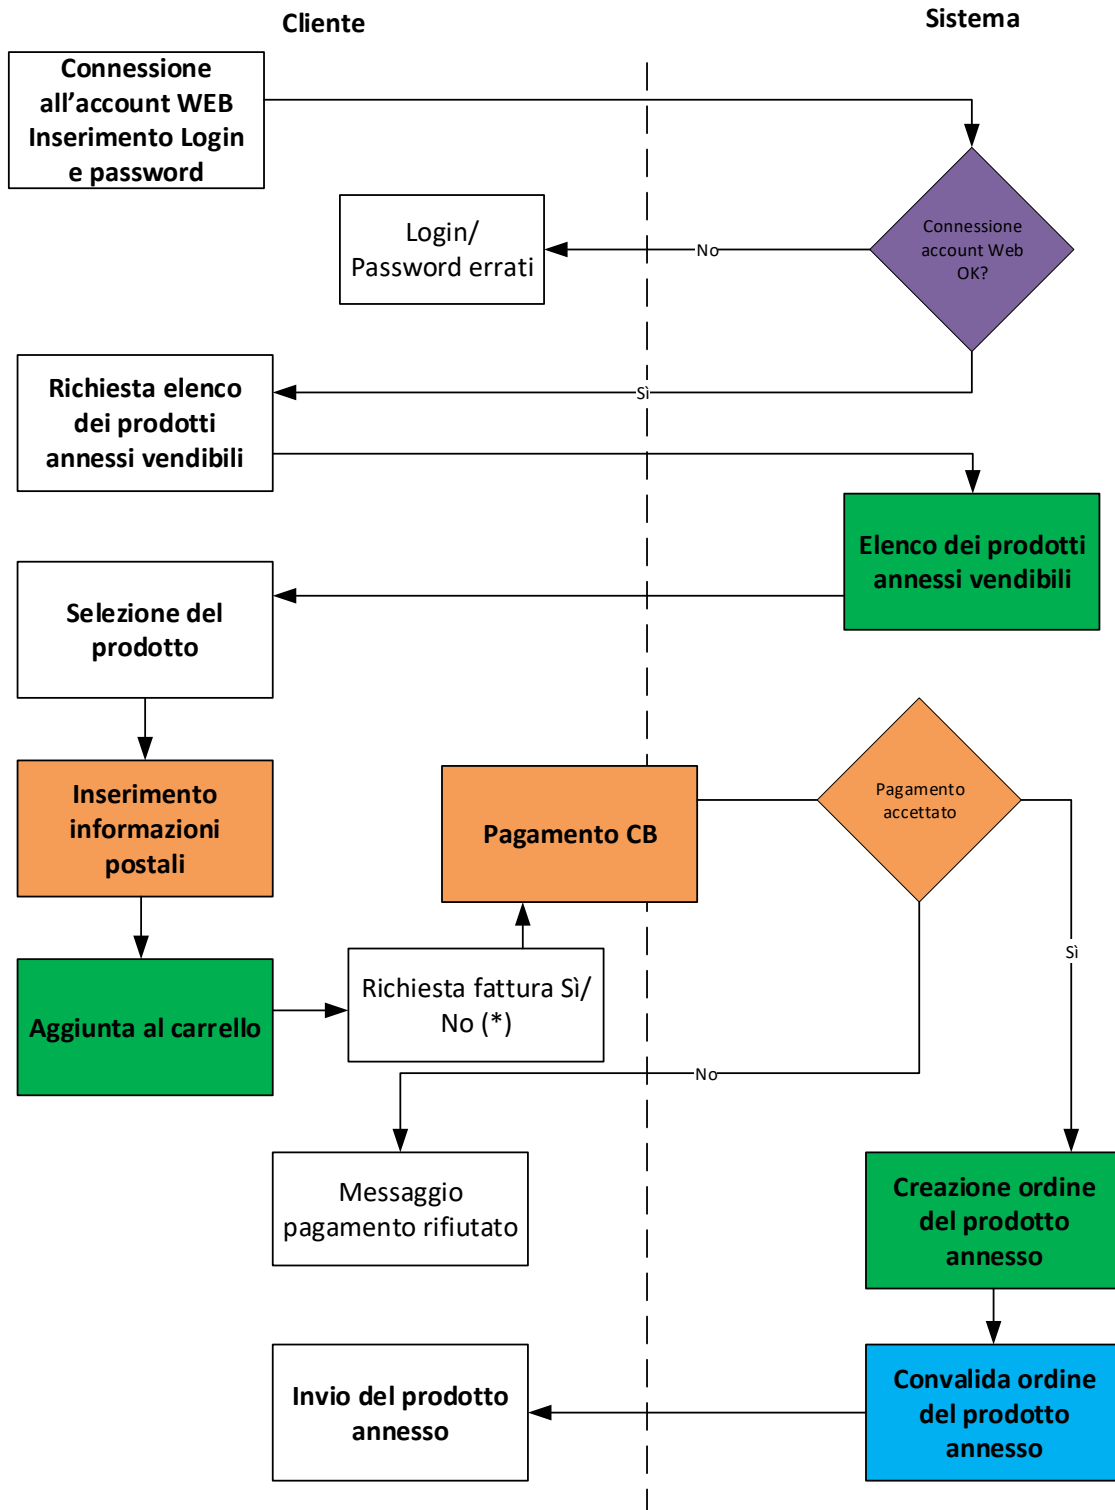 Cliente
Sistema
Connessione
all’account WEB
Inserimento Login
e password
Connessione
account Web
OK?
No
Login/
Password errati
Sì
Richiesta elenco
dei prodotti
annessi vendibili
Elenco dei prodotti
annessi vendibili
Selezione del
prodotto
Inserimento
informazioni
postali
Pagamento CB
Pagamento
accettato
Sì
Aggiunta al carrello
Richiesta fattura Sì/
No (*)
No
Messaggio
pagamento rifiutato
Creazione ordine
del prodotto
annesso
Invio del prodotto
annesso
Convalida ordine
del prodotto
annesso